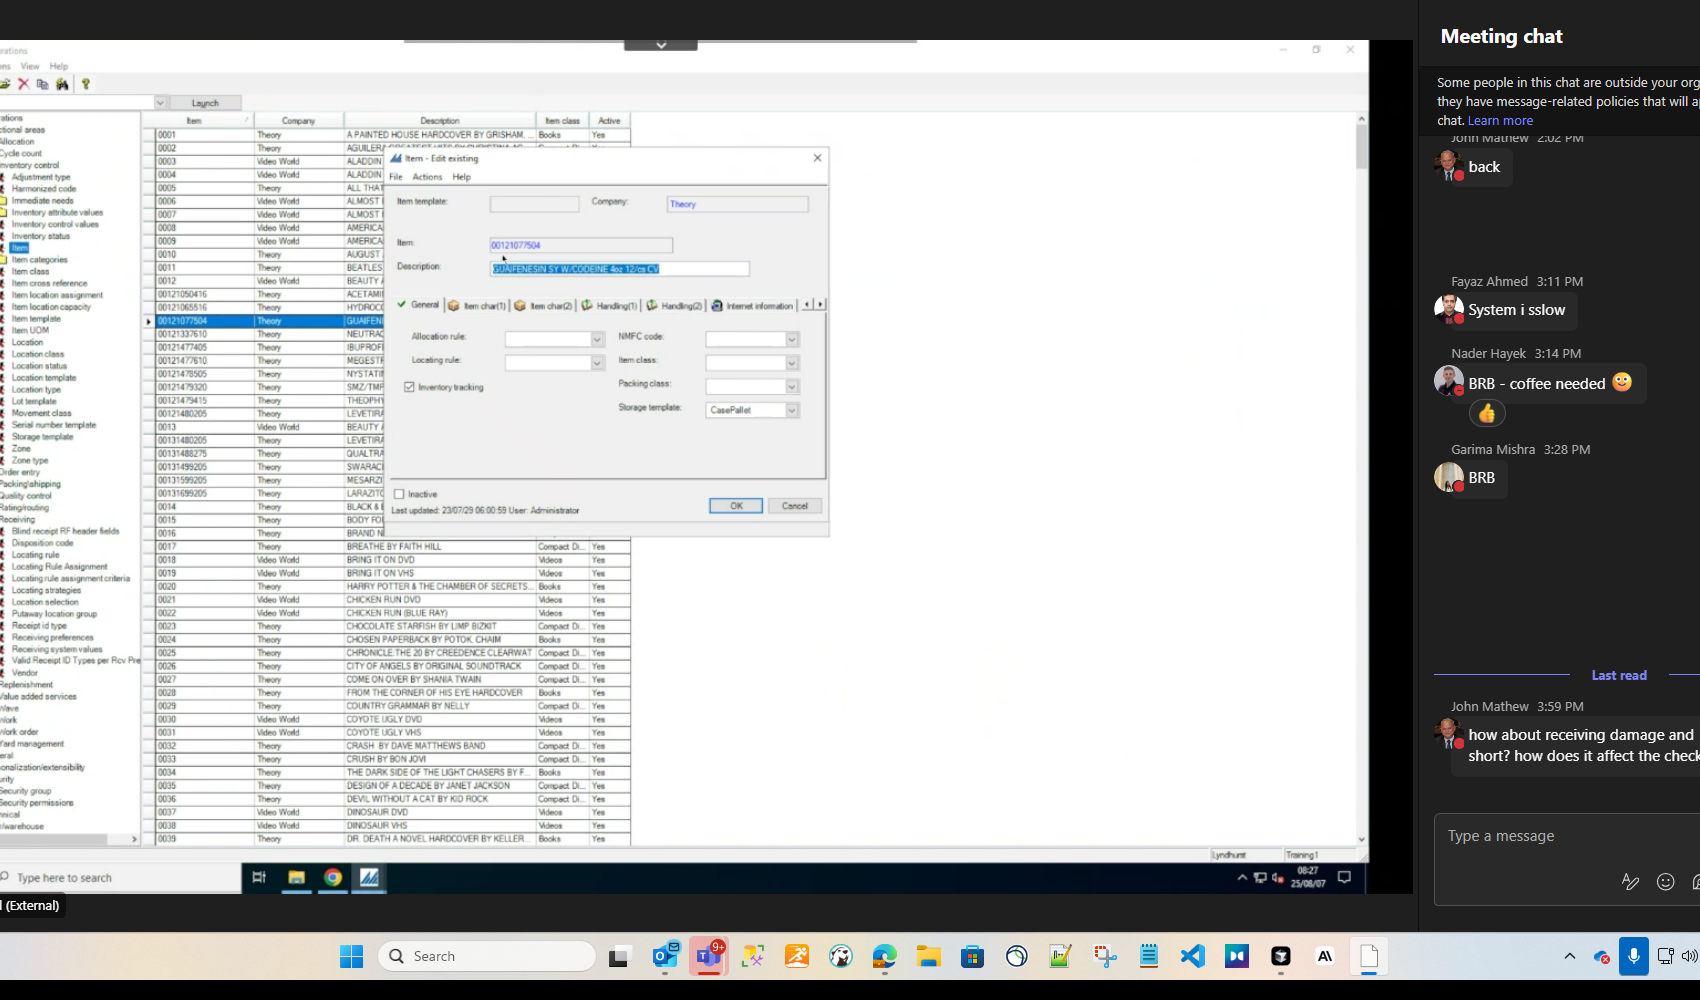 erations
ons View Help
Launch
rations
ctional areas
Allocation
Cycle count
nventory control
Adjustment type
Harmonized code
Immediate needs
Inventory attribute values
Inventory control values
Inventory status
Item
Item categories
Item class
Item cross reference
Item location assignment
Item location capacity
Item template
Item UOM
Location
Location class
Location status
Location template
Location type
Lot template
Movement class
Serial number template
Storage template
Zone
Zone type
Order entry
Packing\shipping
Quality control
Rating/routing
Receiving
Blind receipt RF header fields
Disposition code
Locating rule
Locating Rule Assignment
Locating rule assignment criteria
Locating strategies
Location selection
Putaway location group
Receipt id type
Receiving preferences
Receiving system values
Valid Receipt ID Types per Rcv Pre
Vendor
Replenishment
Value added services
Wave
Work
Work order
Yard management
eral
onalization/extensibility
urity
Security group
Security permissions
hnical
/warehouse
Item Company Description Item class Active
0001 Theory A PAINTED HOUSE HARDCOVER BY GRISHAM, ... Books Yes
0002 Theory AGUILERA
0003 Video World ALADDIN
0004 Video World ALADDIN
0005 Theory ALL THAT
0006 Video World ALMOST
0007 Video World ALMOST
0008 Video World AMERICA
0009 Video World AMERICA
0010 Theory AUGUST
0011 Theory BEATLES
0012 Video World BEAUTY
00121050416 Theory ACETAMI
00121065516 Theory HYDROCO
00121077504 Theory GUAIFEN
00121337610 Theory NEUTRAC
00121477405 Theory IBUPROF
00121477610 Theory MEGEST
00121478505 Theory NYSTATI
00121479320 Theory SMZ/TMF
00121479415 Theory THEOPHY
00121480205 Theory LEVETIRA
0013 Video World BEAUTY
00131480205 Theory LEVETIRA
00131488275 Theory QUALTRA
00131499205 Theory SWARACI
00131599205 Theory MESARZI
00131699205 Theory LARAZITO
0014 Theory BLACK &
0015 Theory BODY FO
0016 Theory BRAND N
0017 Theory BREATHE BY FAITH HILL Compact Di... Yes
0018 Video World BRING IT ON DVD Videos Yes
0019 Video World BRING IT ON VHS Videos Yes
0020 Theory HARRY POTTER & THE CHAMBER OF SECRETS... Books Yes
0021 Video World CHICKEN RUN DVD Videos Yes
0022 Video World CHICKEN RUN (BLUE RAY) Videos Yes
0023 Theory CHOCOLATE STARFISH BY LIMP BIZKIT Compact Di... Yes
0024 Theory CHOSEN PAPERBACK BY POTOK, CHAIM Books Yes
0025 Theory CHRONICLE:THE 20 BY CREEDENCE CLEARWAT Compact Di... Yes
0026 Theory CITY OF ANGELS BY ORIGINAL SOUNDTRACK Compact Di... Yes
0027 Theory COME ON OVER BY SHANIA TWAIN Compact Di... Yes
0028 Theory FROM THE CORNER OF HIS EYE HARDCOVER Books Yes
0029 Theory COUNTRY GRAMMAR BY NELLY Compact Di... Yes
0030 Video World COYOTE UGLY DVD Videos Yes
0031 Video World COYOTE UGLY VHS Videos Yes
0032 Theory CRASH BY DAVE MATTHEWS BAND Compact Di... Yes
0033 Theory CRUSH BY BON JOVI Compact Di... Yes
0034 Theory THE DARK SIDE OF THE LIGHT CHASERS BY F... Books Yes
0035 Theory DESIGN OF A DECADE BY JANET JACKSON Compact Di... Yes
0036 Theory DEVIL WITHOUT A CAT BY KID ROCK Compact Di... Yes
0037 Video World DINOSAUR DVD Videos Yes
0038 Video World DINOSAUR VHS Videos Yes
0039 Theory DR. DEATH A NOVEL HARDCOVER BY KELLER... Books Yes
Item - Edit existing
File Actions Help
Item template: Company: Theory
Item: 00121077504
Description: GUAIFENESIN SY W/CODEINE 4oz 12/cs CV
General Item char(1) Item char(2) Handling(1) Handling(2) Internet information
Allocation rule: NMFC code:
Locating rule: Item class:
Inventory tracking Packing class:
Storage template: CasePallet
Inactive
OK Cancel
Last updated: 23/07/29 06:00:59 User: Administrator
Lyndhurst Training1
Type here to search
08:27
25/08/07
l (External)
Meeting chat
Some people in this chat are outside your org
they have message-related policies that will a
chat. Learn more
John Mathew 2:02 PM
back
Fayaz Ahmed 3:11 PM
System i sslow
Nader Hayek 3:14 PM
BRB - coffee needed
Garima Mishra 3:28 PM
BRB
Last read
John Mathew 3:59 PM
how about receiving damage and
short? how does it affect the check
Type a message
Search
9+